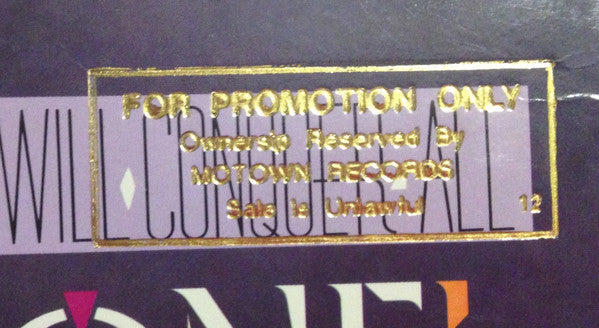 FOR PROMOTION ONLY
Ownership Reserved By
MOTOWN RECORDS
Sale is Unlawful 12
WILL CONQUER ALL